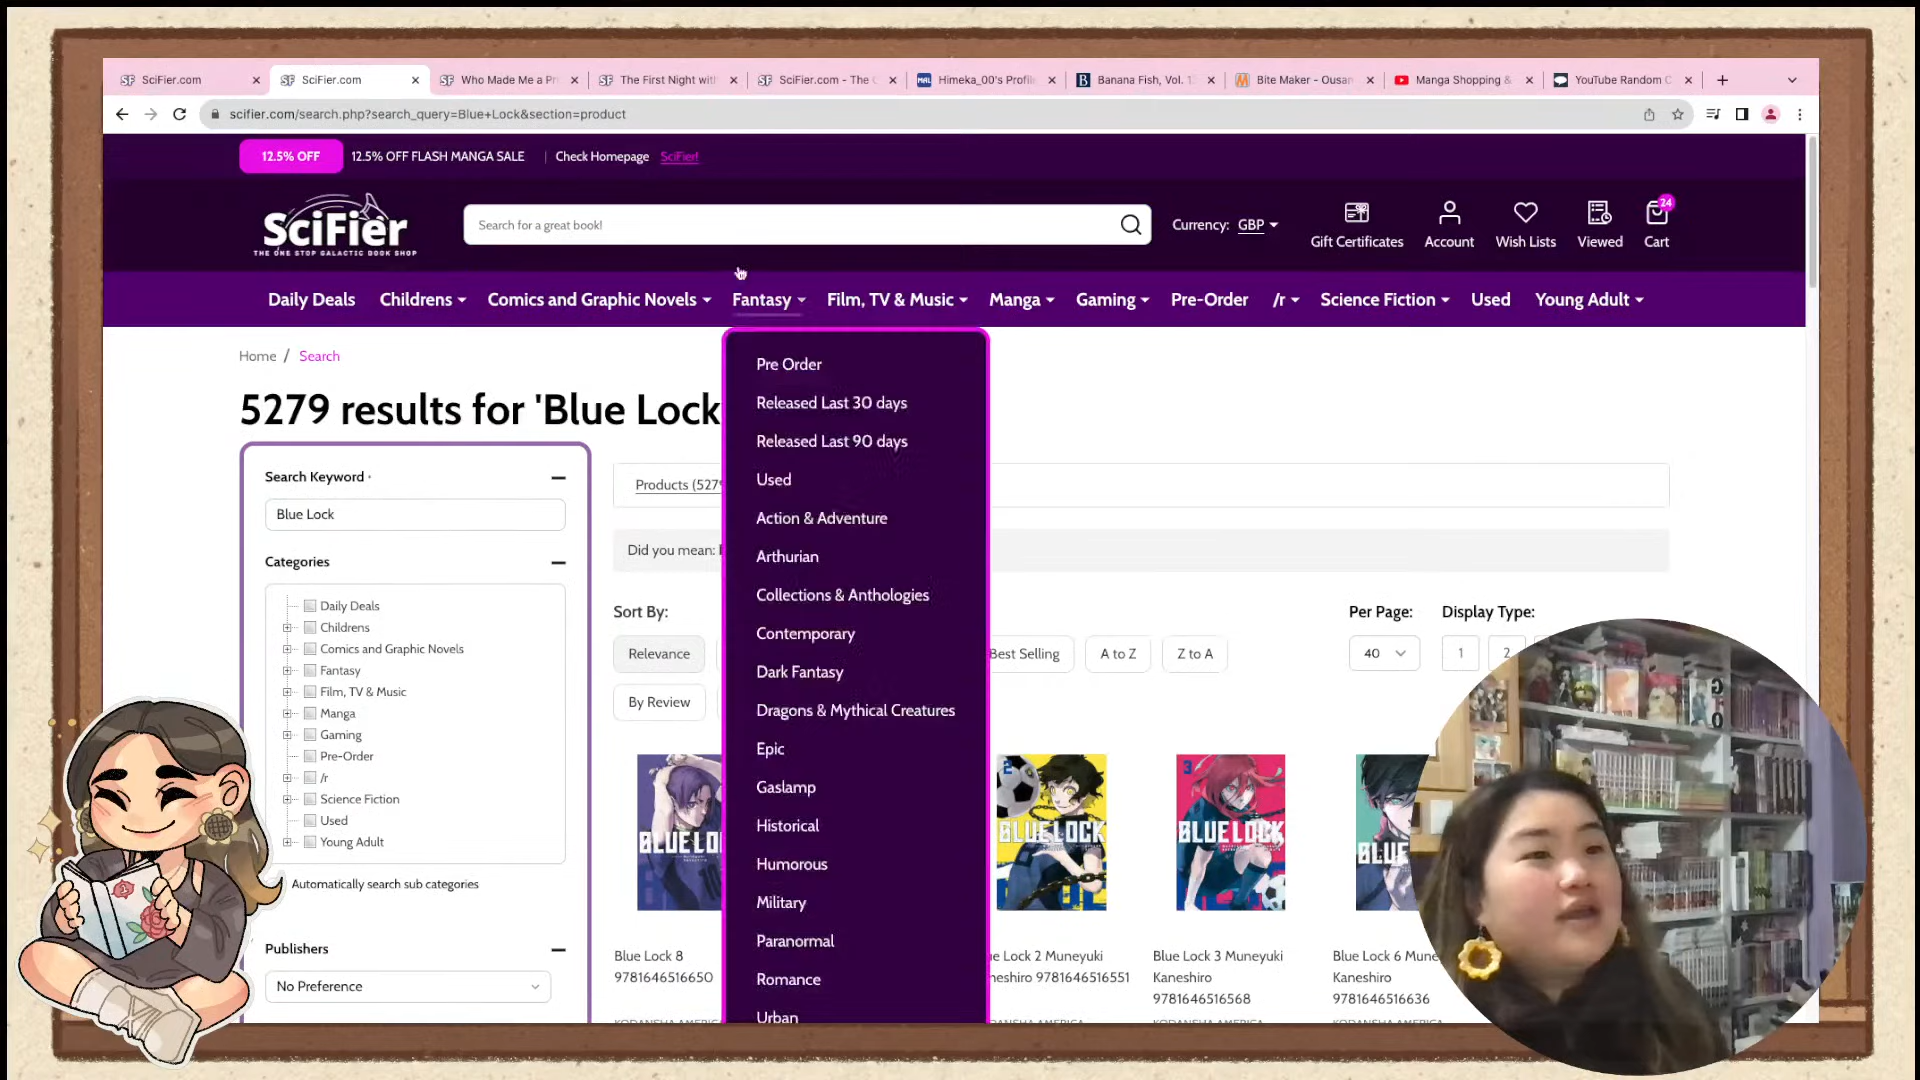 SciFier.com
SciFier.com
Who Made Me a Pr
The First Night with
SciFier.com - The
Himeka_00's Profil
Banana Fish, Vol. 1
Bite Maker - Ousan
Manga Shopping &
YouTube Random C
scifier.com/search.php?search_query=Blue+Lock&section=product
12.5% OFF
12.5% OFF FLASH MANGA SALE
Check Homepage
SciFier!
SciFier
THE ONE STOP GALACTIC BOOK SHOP
Search for a great book!
Currency: GBP
Gift Certificates
Account
Wish Lists
Viewed
24
Cart
Daily Deals
Childrens
Comics and Graphic Novels
Fantasy
Film, TV & Music
Manga
Gaming
Pre-Order
/r
Science Fiction
Used
Young Adult
Home / Search
5279 results for 'Blue Lock
Search Keyword
Blue Lock
Categories
Daily Deals
Childrens
Comics and Graphic Novels
Fantasy
Film, TV & Music
Manga
Gaming
Pre-Order
/r
Science Fiction
Used
Young Adult
Automatically search sub categories
Publishers
No Preference
Pre Order
Released Last 30 days
Released Last 90 days
Used
Action & Adventure
Arthurian
Collections & Anthologies
Contemporary
Dark Fantasy
Dragons & Mythical Creatures
Epic
Gaslamp
Historical
Humorous
Military
Paranormal
Romance
Urban
Products (5279
Did you mean:
Sort By:
Relevance
Best Selling
A to Z
Z to A
By Review
Per Page:
40
Display Type:
1
2
BLUE LO
2
BLUELOCK
3
BLUELOCK
BLUE
Blue Lock 8
9781646516650
e Lock 2 Muneyuki
neshiro 9781646516551
Blue Lock 3 Muneyuki
Kaneshiro
9781646516568
Blue Lock 6 Mune
Kaneshiro
9781646516636